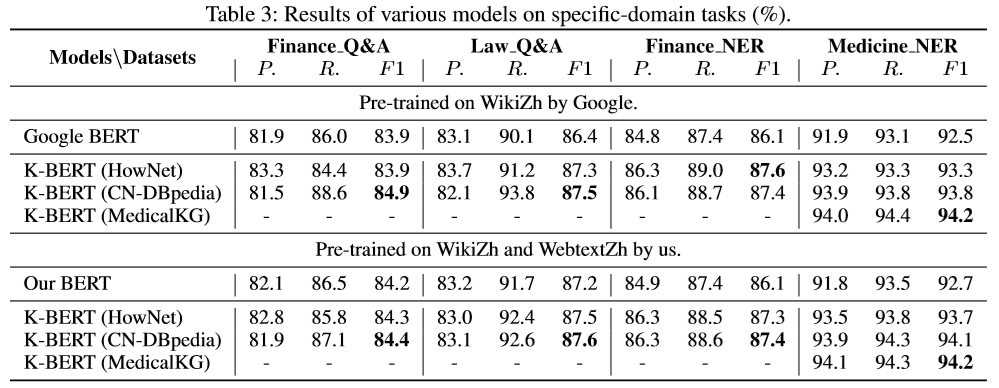 Table 3: Results of various models on specific-domain tasks (%).
Models\Datasets | Finance_Q&A | Law_Q&A | Finance_NER | Medicine_NER
| P. R. F1 | P. R. F1 | P. R. F1 | P. R. F1
Pre-trained on WikiZh by Google.
Google BERT | 81.9 86.0 83.9 | 83.1 90.1 86.4 | 84.8 87.4 86.1 | 91.9 93.1 92.5
K-BERT (HowNet) | 83.3 84.4 83.9 | 83.7 91.2 87.3 | 86.3 89.0 87.6 | 93.2 93.3 93.3
K-BERT (CN-DBpedia) | 81.5 88.6 84.9 | 82.1 93.8 87.5 | 86.1 88.7 87.4 | 93.9 93.8 93.8
K-BERT (MedicalKG) | - - - | - - - | - - - | 94.0 94.4 94.2
Pre-trained on WikiZh and WebtextZh by us.
Our BERT | 82.1 86.5 84.2 | 83.2 91.7 87.2 | 84.9 87.4 86.1 | 91.8 93.5 92.7
K-BERT (HowNet) | 82.8 85.8 84.3 | 83.0 92.4 87.5 | 86.3 88.5 87.3 | 93.5 93.8 93.7
K-BERT (CN-DBpedia) | 81.9 87.1 84.4 | 83.1 92.6 87.6 | 86.3 88.6 87.4 | 93.9 94.3 94.1
K-BERT (MedicalKG) | - - - | - - - | - - - | 94.1 94.3 94.2